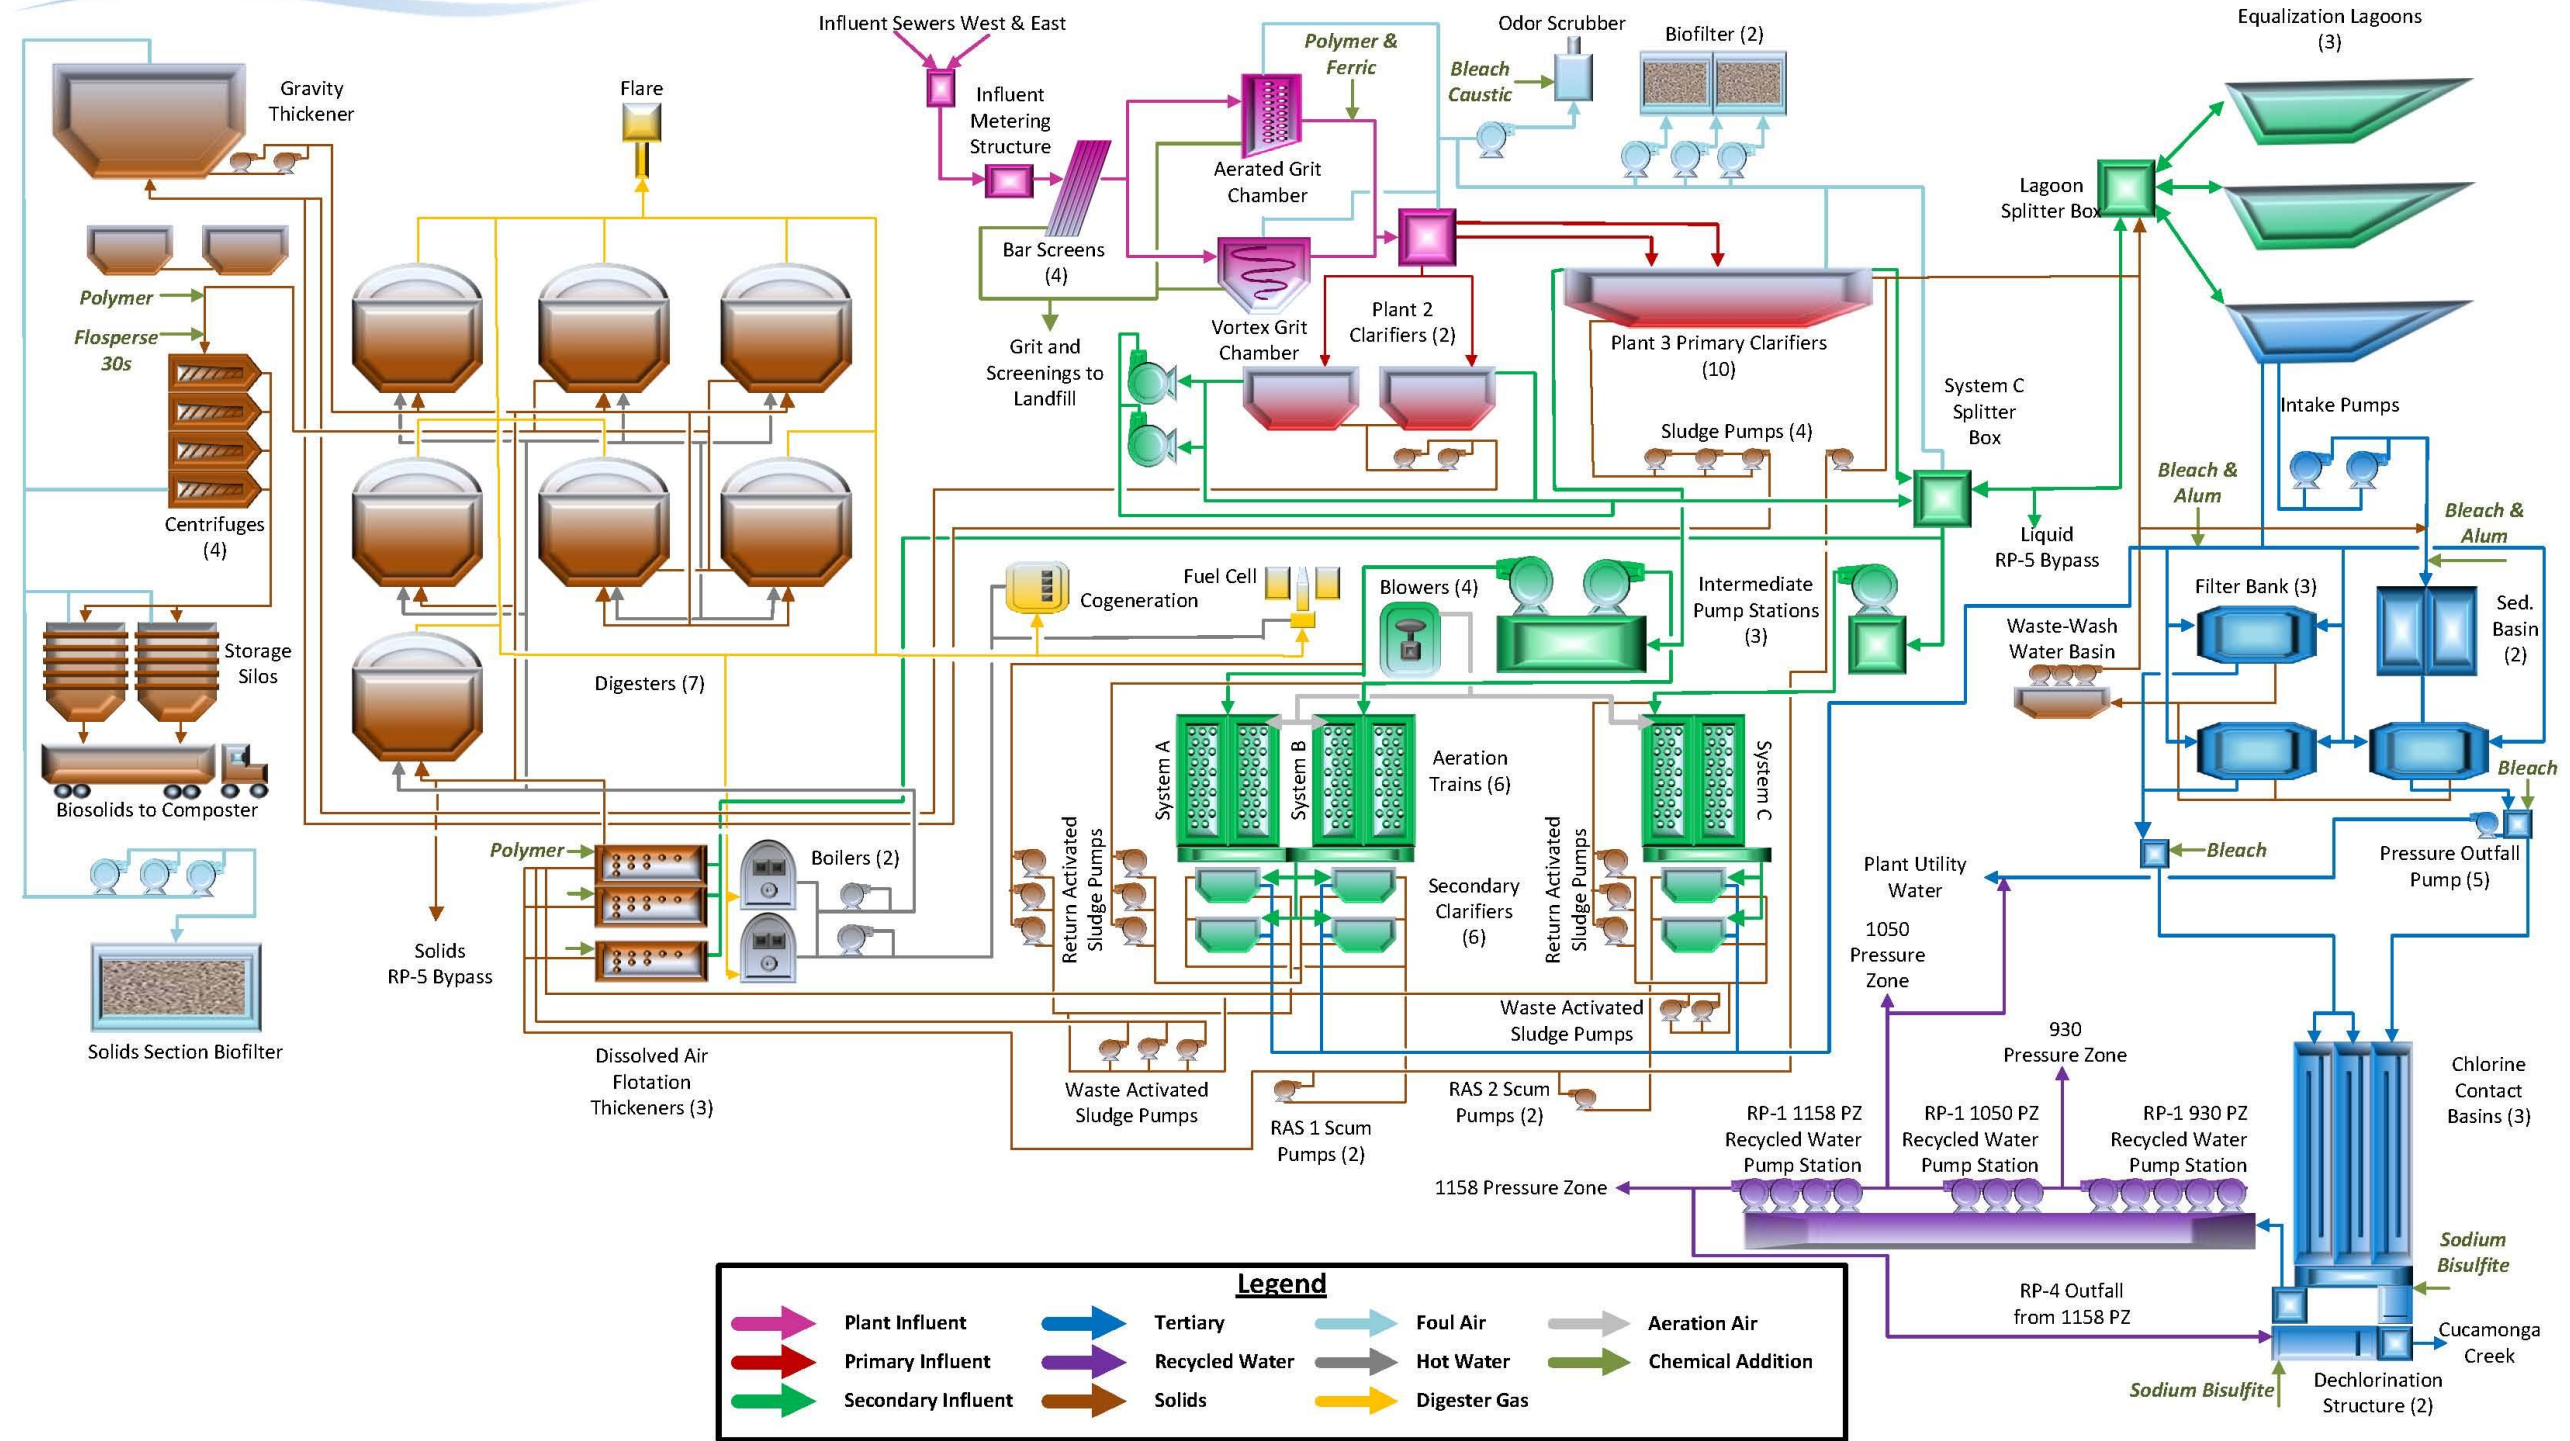 Influent Sewers West & East
Odor Scrubber
Biofilter (2)
Equalization Lagoons
(3)
Polymer &
Ferric
Bleach
Caustic
Gravity
Thickener
Flare
Influent
Metering
Structure
Aerated Grit
Chamber
Lagoon
Splitter Box
Bar Screens
(4)
Polymer
Flosperse
30s
Vortex Grit
Chamber
Plant 2
Clarifiers (2)
Plant 3 Primary Clarifiers
(10)
Grit and
Screenings to
Landfill
System C
Splitter
Box
Intake Pumps
Sludge Pumps (4)
Bleach &
Alum
Bleach &
Alum
Centrifuges
(4)
Liquid
RP-5 Bypass
Cogeneration
Fuel Cell
Blowers (4)
Intermediate
Pump Stations
(3)
Filter Bank (3)
Sed.
Basin
(2)
Waste-Wash
Water Basin
Storage
Silos
Digesters (7)
System A
System B
Aeration
Trains (6)
System C
Bleach
Biosolids to Composter
Polymer
Boilers (2)
Return Activated
Sludge Pumps
Secondary
Clarifiers
(6)
Return Activated
Sludge Pumps
Plant Utility
Water
Bleach
Pressure Outfall
Pump (5)
1050
Pressure
Zone
Solids
RP-5 Bypass
Solids Section Biofilter
Waste Activated
Sludge Pumps
930
Pressure Zone
Dissolved Air
Flotation
Thickeners (3)
Waste Activated
Sludge Pumps
RAS 1 Scum
Pumps (2)
RAS 2 Scum
Pumps (2)
Chlorine
Contact
Basins (3)
RP-1 1158 PZ
Recycled Water
Pump Station
RP-1 1050 PZ
Recycled Water
Pump Station
RP-1 930 PZ
Recycled Water
Pump Station
1158 Pressure Zone
Sodium
Bisulfite
RP-4 Outfall
from 1158 PZ
Cucamonga
Creek
Sodium Bisulfite
Dechlorination
Structure (2)
Legend
Plant Influent
Tertiary
Foul Air
Aeration Air
Primary Influent
Recycled Water
Hot Water
Chemical Addition
Secondary Influent
Solids
Digester Gas